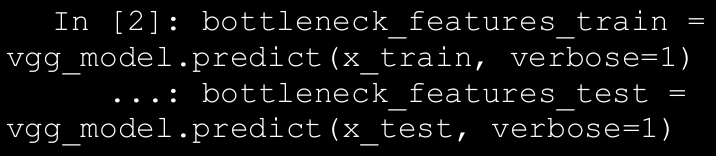 In [2]: bottleneck_features_train =
vgg_model.predict(x_train, verbose=1)
...: bottleneck_features_test =
vgg_model.predict(x_test, verbose=1)